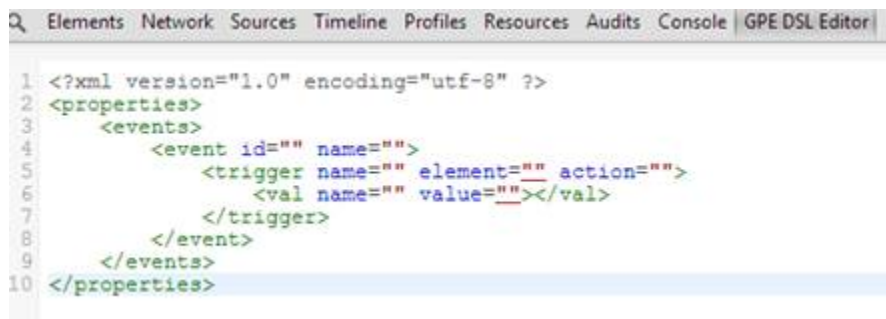 Elements Network Sources Timeline Profiles Resources Audits Console GPE DSL Editor
1 <?xml version="1.0" encoding="utf-8" ?>
2 <properties>
3     <events>
4         <event id="" name="">
5             <trigger name="" element="" action="">
6                 <val name="" value=""></val>
7             </trigger>
8         </event>
9     </events>
10 </properties>